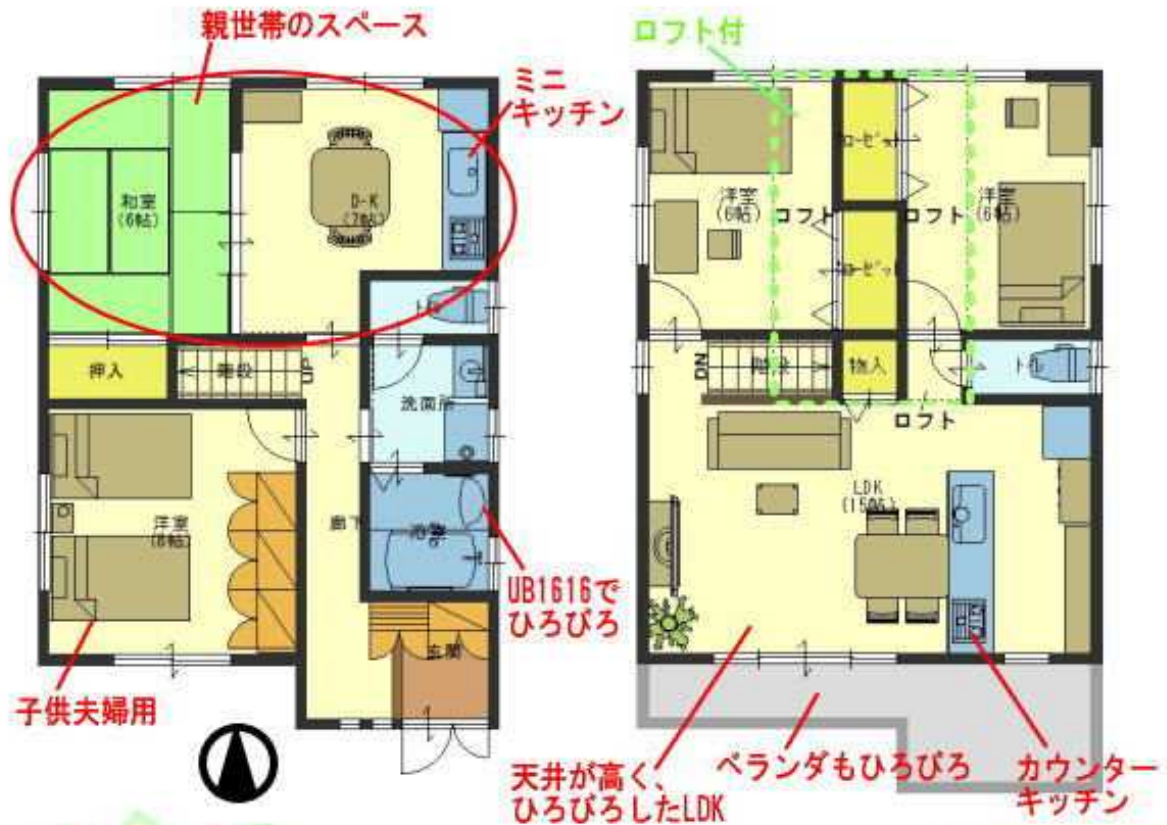 親世帯のスペース
ロフト付
ミニ
キッチン
和室
(6帖)
D-K
(7帖)
トイレ
押入
階段
UP
洗面所
洋室
(8帖)
廊下
浴室
玄関
UB1616で
ひろびろ
子供夫婦用
洋室
(6帖)
ロフト
ロフト
洋室
(6帖)
DN
階段
物入
トイレ
ロフト
LDK
(15帖)
天井が高く、
ひろびろしたLDK
ベランダもひろびろ
カウンター
キッチン